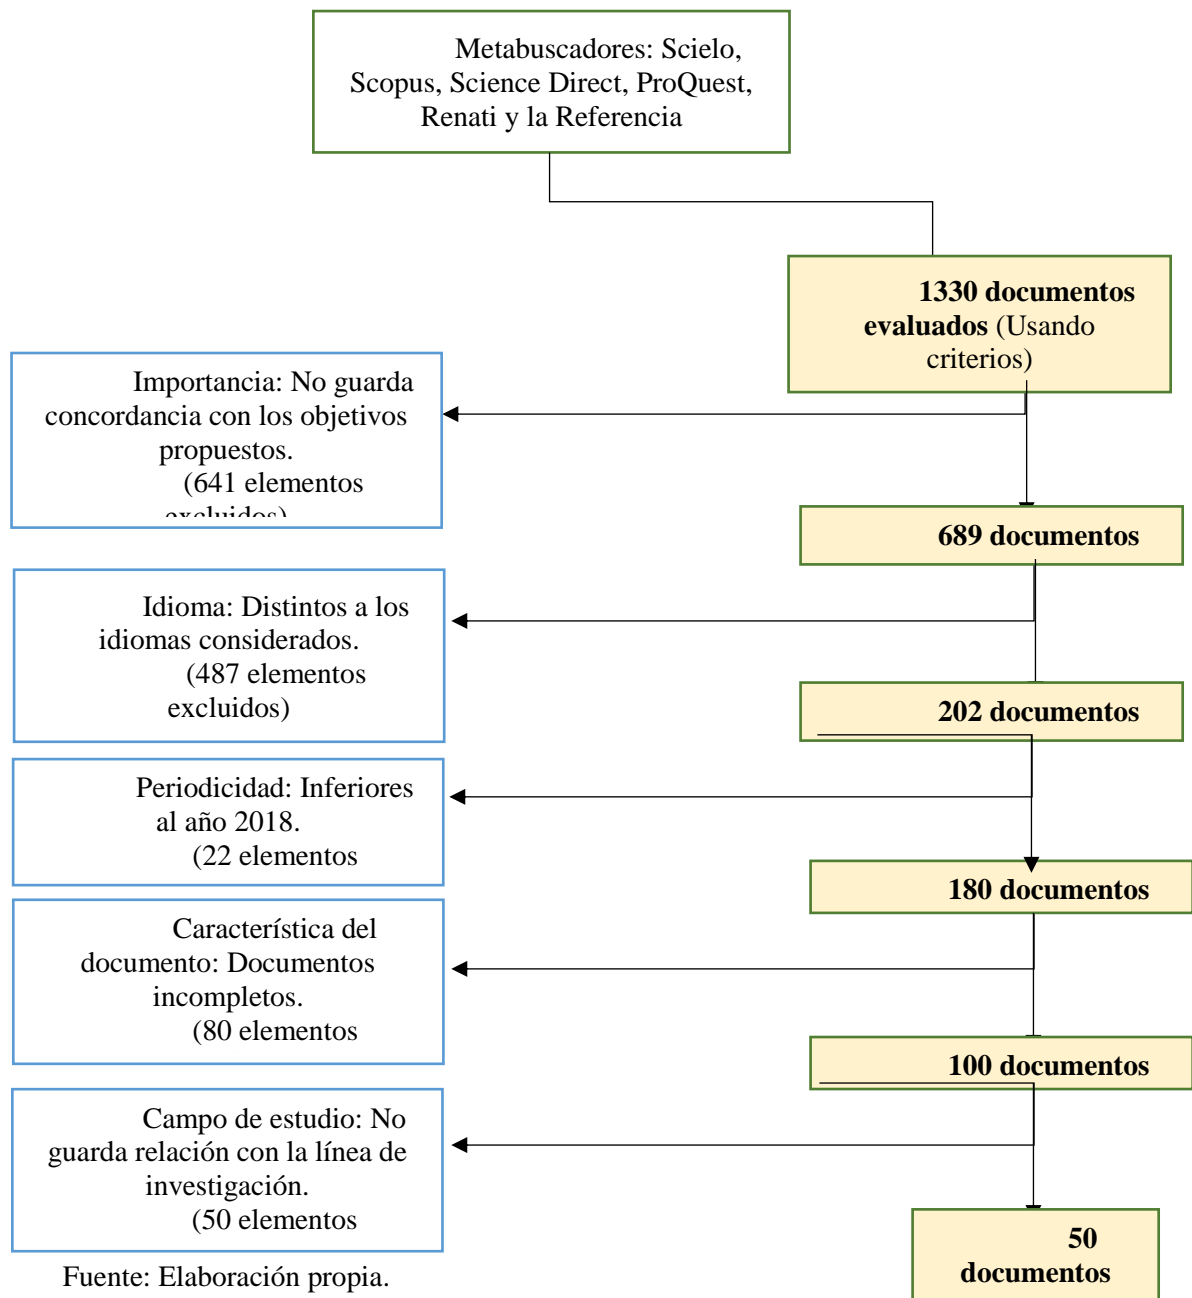 Metabuscadores: Scielo,
Scopus, Science Direct, ProQuest,
Renati y la Referencia
1330 documentos
evaluados (Usando
criterios)
Importancia: No guarda
concordancia con los objetivos
propuestos.
(641 elementos
excluidos)
689 documentos
Idioma: Distintos a los
idiomas considerados.
(487 elementos
excluidos)
202 documentos
Periodicidad: Inferiores
al año 2018.
(22 elementos
180 documentos
Característica del
documento: Documentos
incompletos.
(80 elementos
100 documentos
Campo de estudio: No
guarda relación con la línea de
investigación.
(50 elementos
50
documentos
Fuente: Elaboración propia.